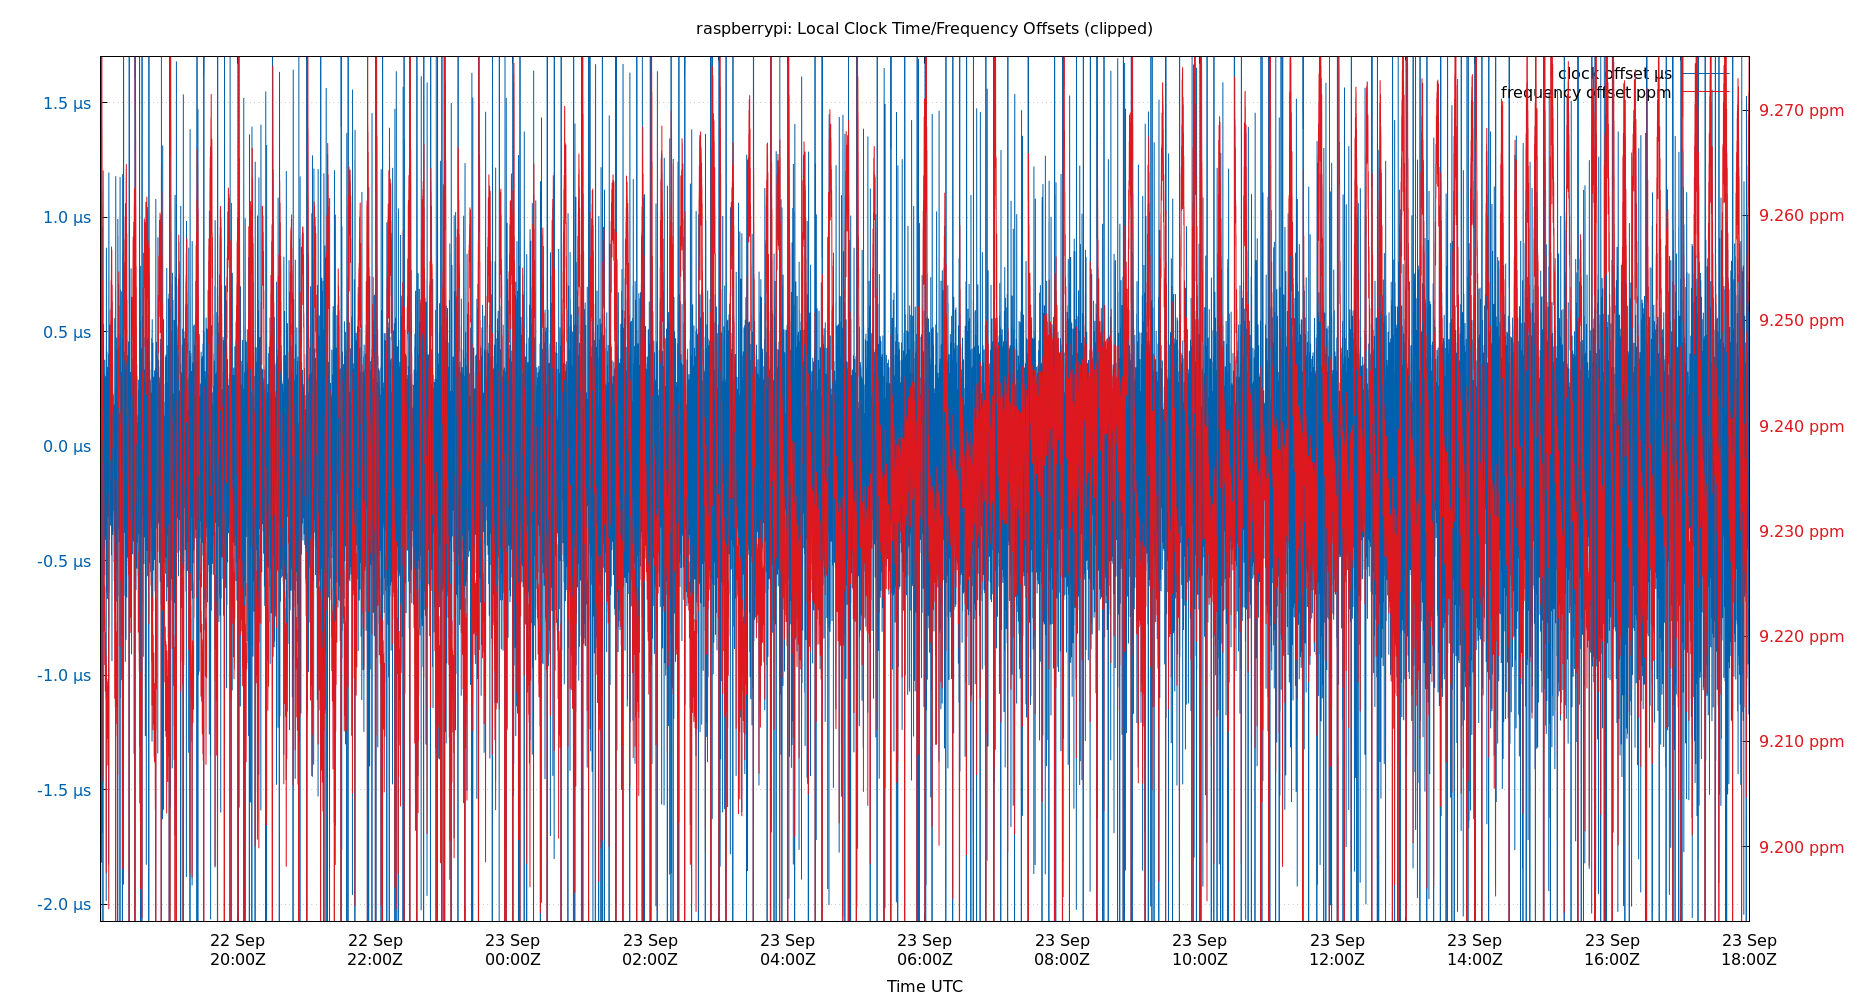 raspberrypi: Local Clock Time/Frequency Offsets (clipped)
clock offset µs
frequency offset ppm
1.5 µs
1.0 µs
0.5 µs
0.0 µs
-0.5 µs
-1.0 µs
-1.5 µs
-2.0 µs
9.270 ppm
9.260 ppm
9.250 ppm
9.240 ppm
9.230 ppm
9.220 ppm
9.210 ppm
9.200 ppm
22 Sep 22 Sep 23 Sep 23 Sep 23 Sep 23 Sep 23 Sep 23 Sep 23 Sep 23 Sep 23 Sep 23 Sep
20:00Z 22:00Z 00:00Z 02:00Z 04:00Z 06:00Z 08:00Z 10:00Z 12:00Z 14:00Z 16:00Z 18:00Z
Time UTC